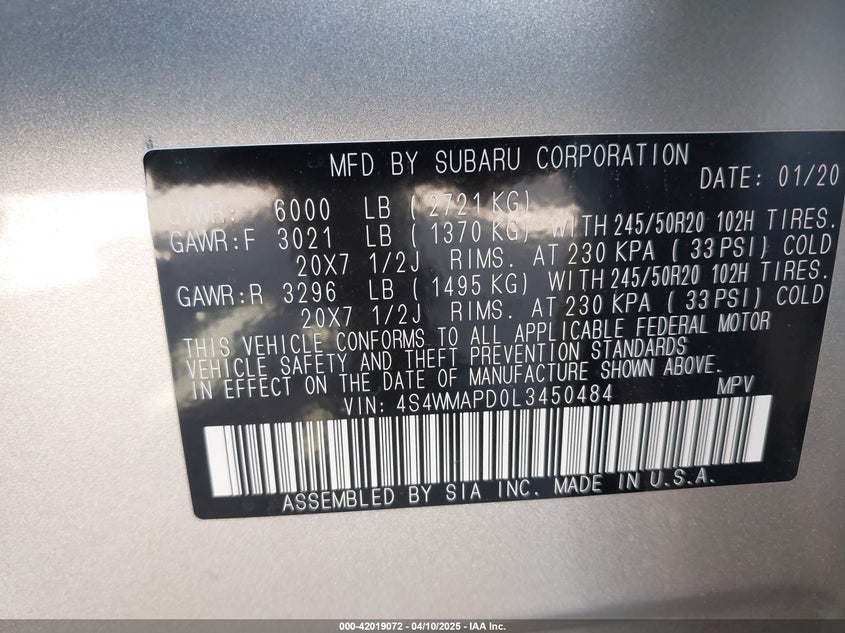 MFD BY SUBARU CORPORATION
DATE: 01/20
GVWR: 6000 LB ( 2721 KG)
GAWR:F 3021 LB ( 1370 KG) WITH 245/50R20 102H TIRES.
20X7 1/2J RIMS. AT 230 KPA ( 33 PSI) COLD
GAWR:R 3296 LB ( 1495 KG) WITH 245/50R20 102H TIRES.
20X7 1/2J RIMS. AT 230 KPA ( 33 PSI) COLD
THIS VEHICLE CONFORMS TO ALL APPLICABLE FEDERAL MOTOR
VEHICLE SAFETY AND THEFT PREVENTION STANDARDS
IN EFFECT ON THE DATE OF MANUFACTURE SHOWN ABOVE.
VIN: 4S4WMAPD0L3450484 MPV
ASSEMBLED BY SIA INC. MADE IN U.S.A.
000-42019072 - 04/10/2025 - IAA Inc.